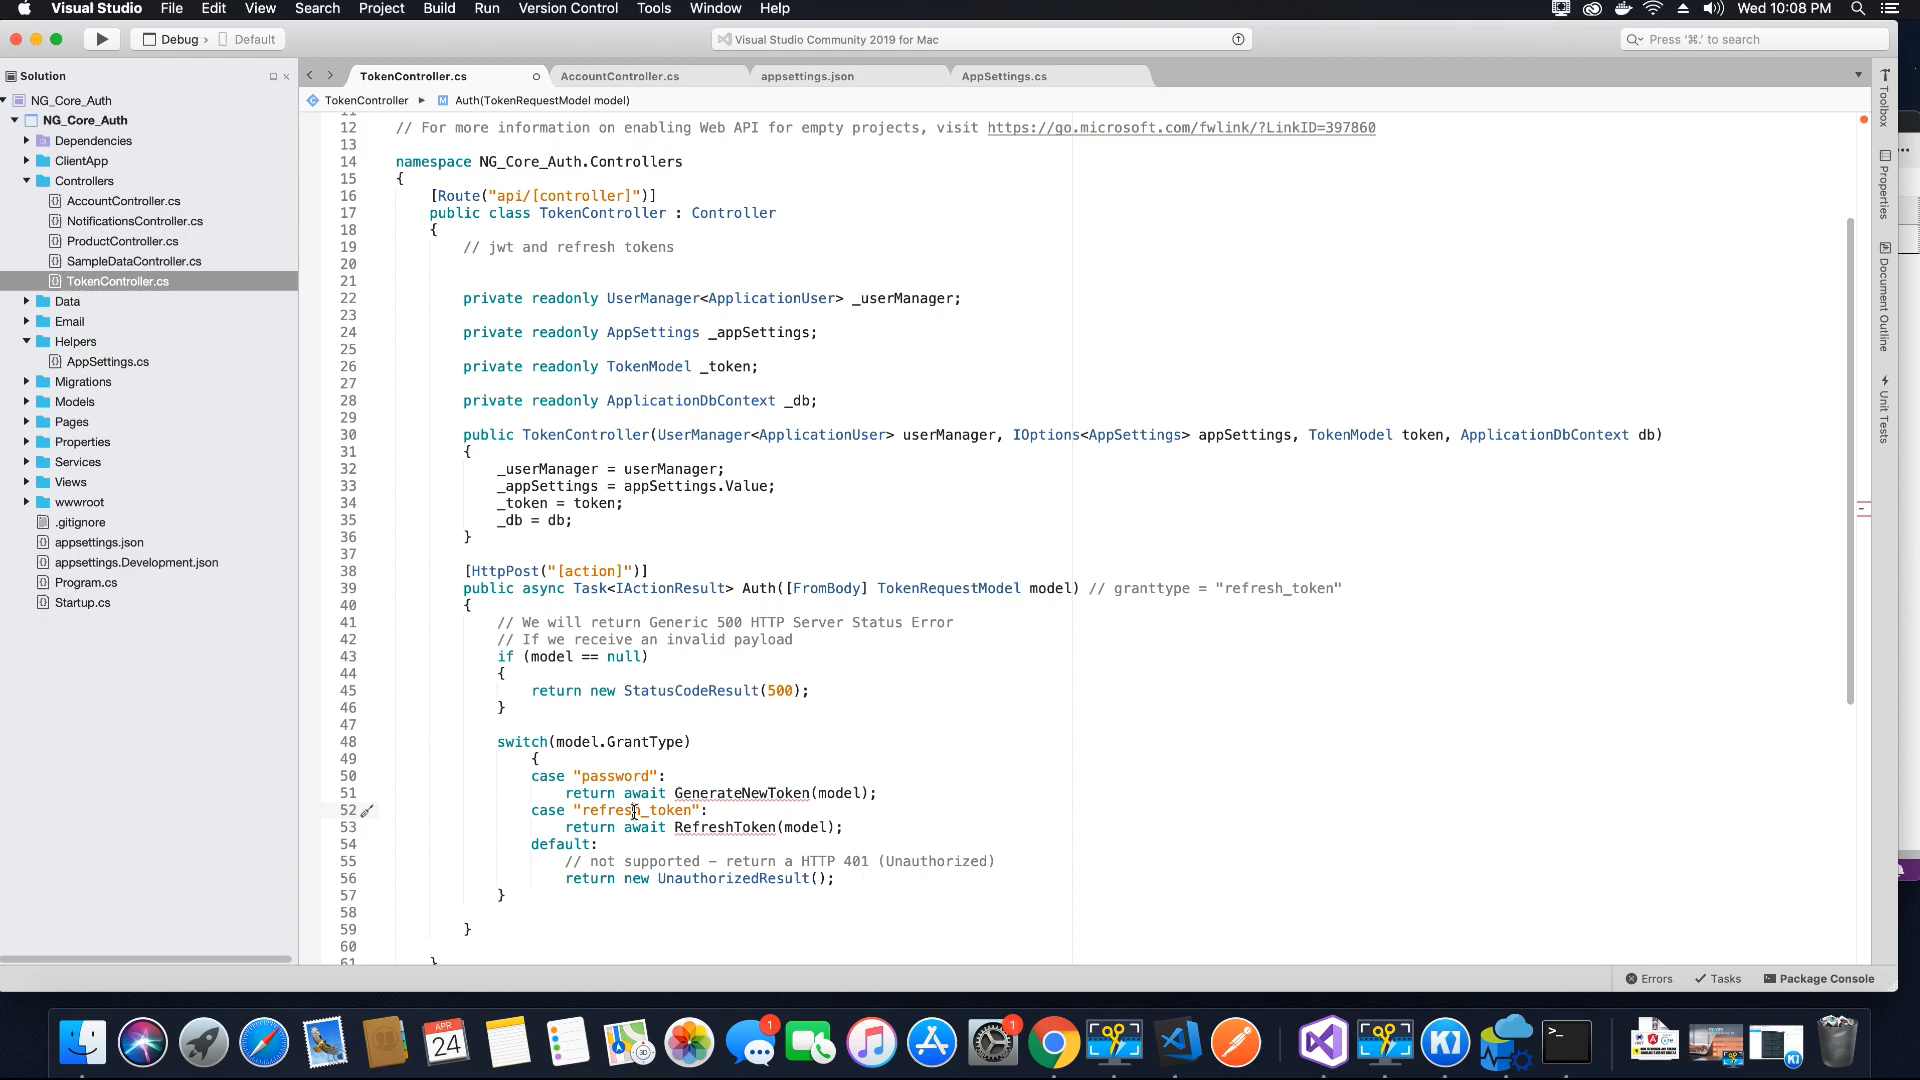 Visual Studio File Edit View Search Project Build Run Version Control Tools Window Help Wed 10:08 PM
Debug › Default Visual Studio Community 2019 for Mac Press ‘⌘.’ to search
Solution
NG_Core_Auth
NG_Core_Auth
Dependencies
ClientApp
Controllers
AccountController.cs
NotificationsController.cs
ProductController.cs
SampleDataController.cs
TokenController.cs
Data
Email
Helpers
AppSettings.cs
Migrations
Models
Pages
Properties
Services
Views
wwwroot
.gitignore
appsettings.json
appsettings.Development.json
Program.cs
Startup.cs
TokenController.cs AccountController.cs appsettings.json AppSettings.cs
TokenController Auth(TokenRequestModel model)
11
12 // For more information on enabling Web API for empty projects, visit https://go.microsoft.com/fwlink/?LinkID=397860
13
14 namespace NG_Core_Auth.Controllers
15 {
16 [Route("api/[controller]")]
17 public class TokenController : Controller
18 {
19 // jwt and refresh tokens
20
21
22 private readonly UserManager<ApplicationUser> _userManager;
23
24 private readonly AppSettings _appSettings;
25
26 private readonly TokenModel _token;
27
28 private readonly ApplicationDbContext _db;
29
30 public TokenController(UserManager<ApplicationUser> userManager, IOptions<AppSettings> appSettings, TokenModel token, ApplicationDbContext db)
31 {
32 _userManager = userManager;
33 _appSettings = appSettings.Value;
34 _token = token;
35 _db = db;
36 }
37
38 [HttpPost("[action]")]
39 public async Task<IActionResult> Auth([FromBody] TokenRequestModel model) // granttype = "refresh_token"
40 {
41 // We will return Generic 500 HTTP Server Status Error
42 // If we receive an invalid payload
43 if (model == null)
44 {
45 return new StatusCodeResult(500);
46 }
47
48 switch(model.GrantType)
49 {
50 case "password":
51 return await GenerateNewToken(model);
52 case "refresh_token":
53 return await RefreshToken(model);
54 default:
55 // not supported – return a HTTP 401 (Unauthorized)
56 return new UnauthorizedResult();
57 }
58
59 }
60
61 }
Toolbox
Properties
Document Outline
Unit Tests
Errors Tasks Package Console
APR
24
1
1